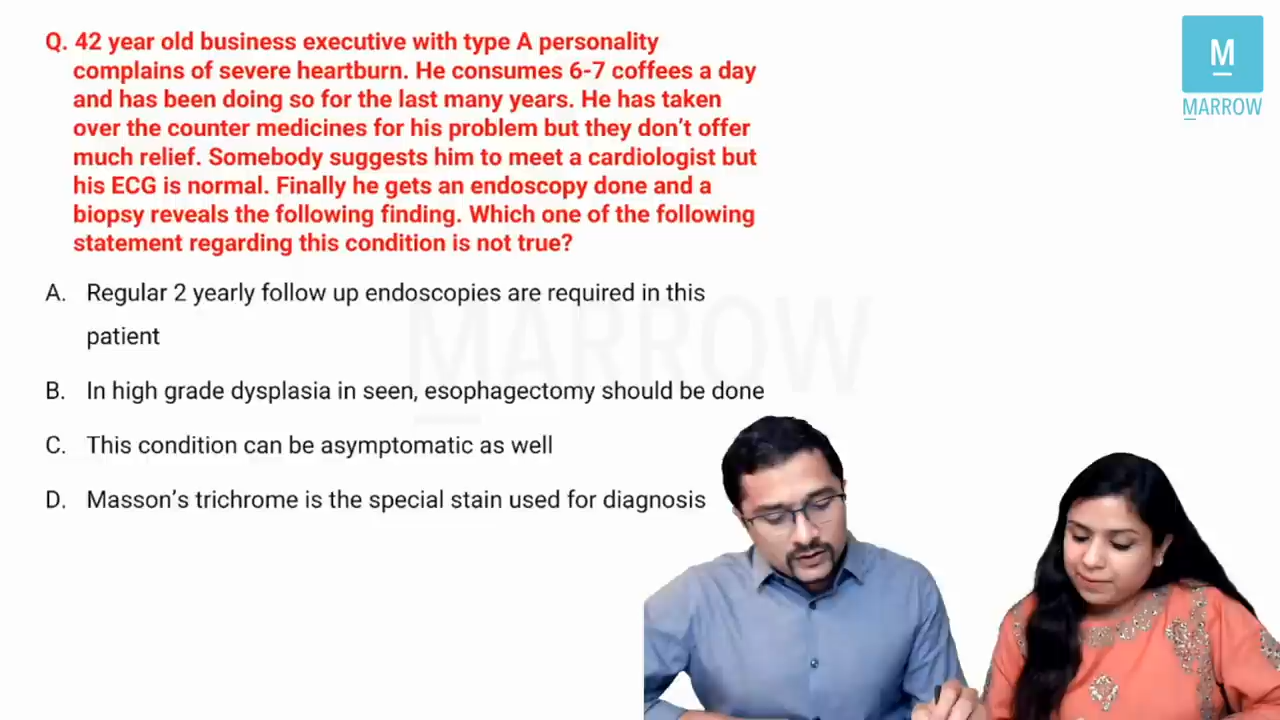 Q. 42 year old business executive with type A personality
complains of severe heartburn. He consumes 6-7 coffees a day
and has been doing so for the last many years. He has taken
over the counter medicines for his problem but they don't offer
much relief. Somebody suggests him to meet a cardiologist but
his ECG is normal. Finally he gets an endoscopy done and a
biopsy reveals the following finding. Which one of the following
statement regarding this condition is not true?
A. Regular 2 yearly follow up endoscopies are required in this
patient
B. In high grade dysplasia in seen, esophagectomy should be done
C. This condition can be asymptomatic as well
D. Masson's trichrome is the special stain used for diagnosis
M
MARROW
MARROW